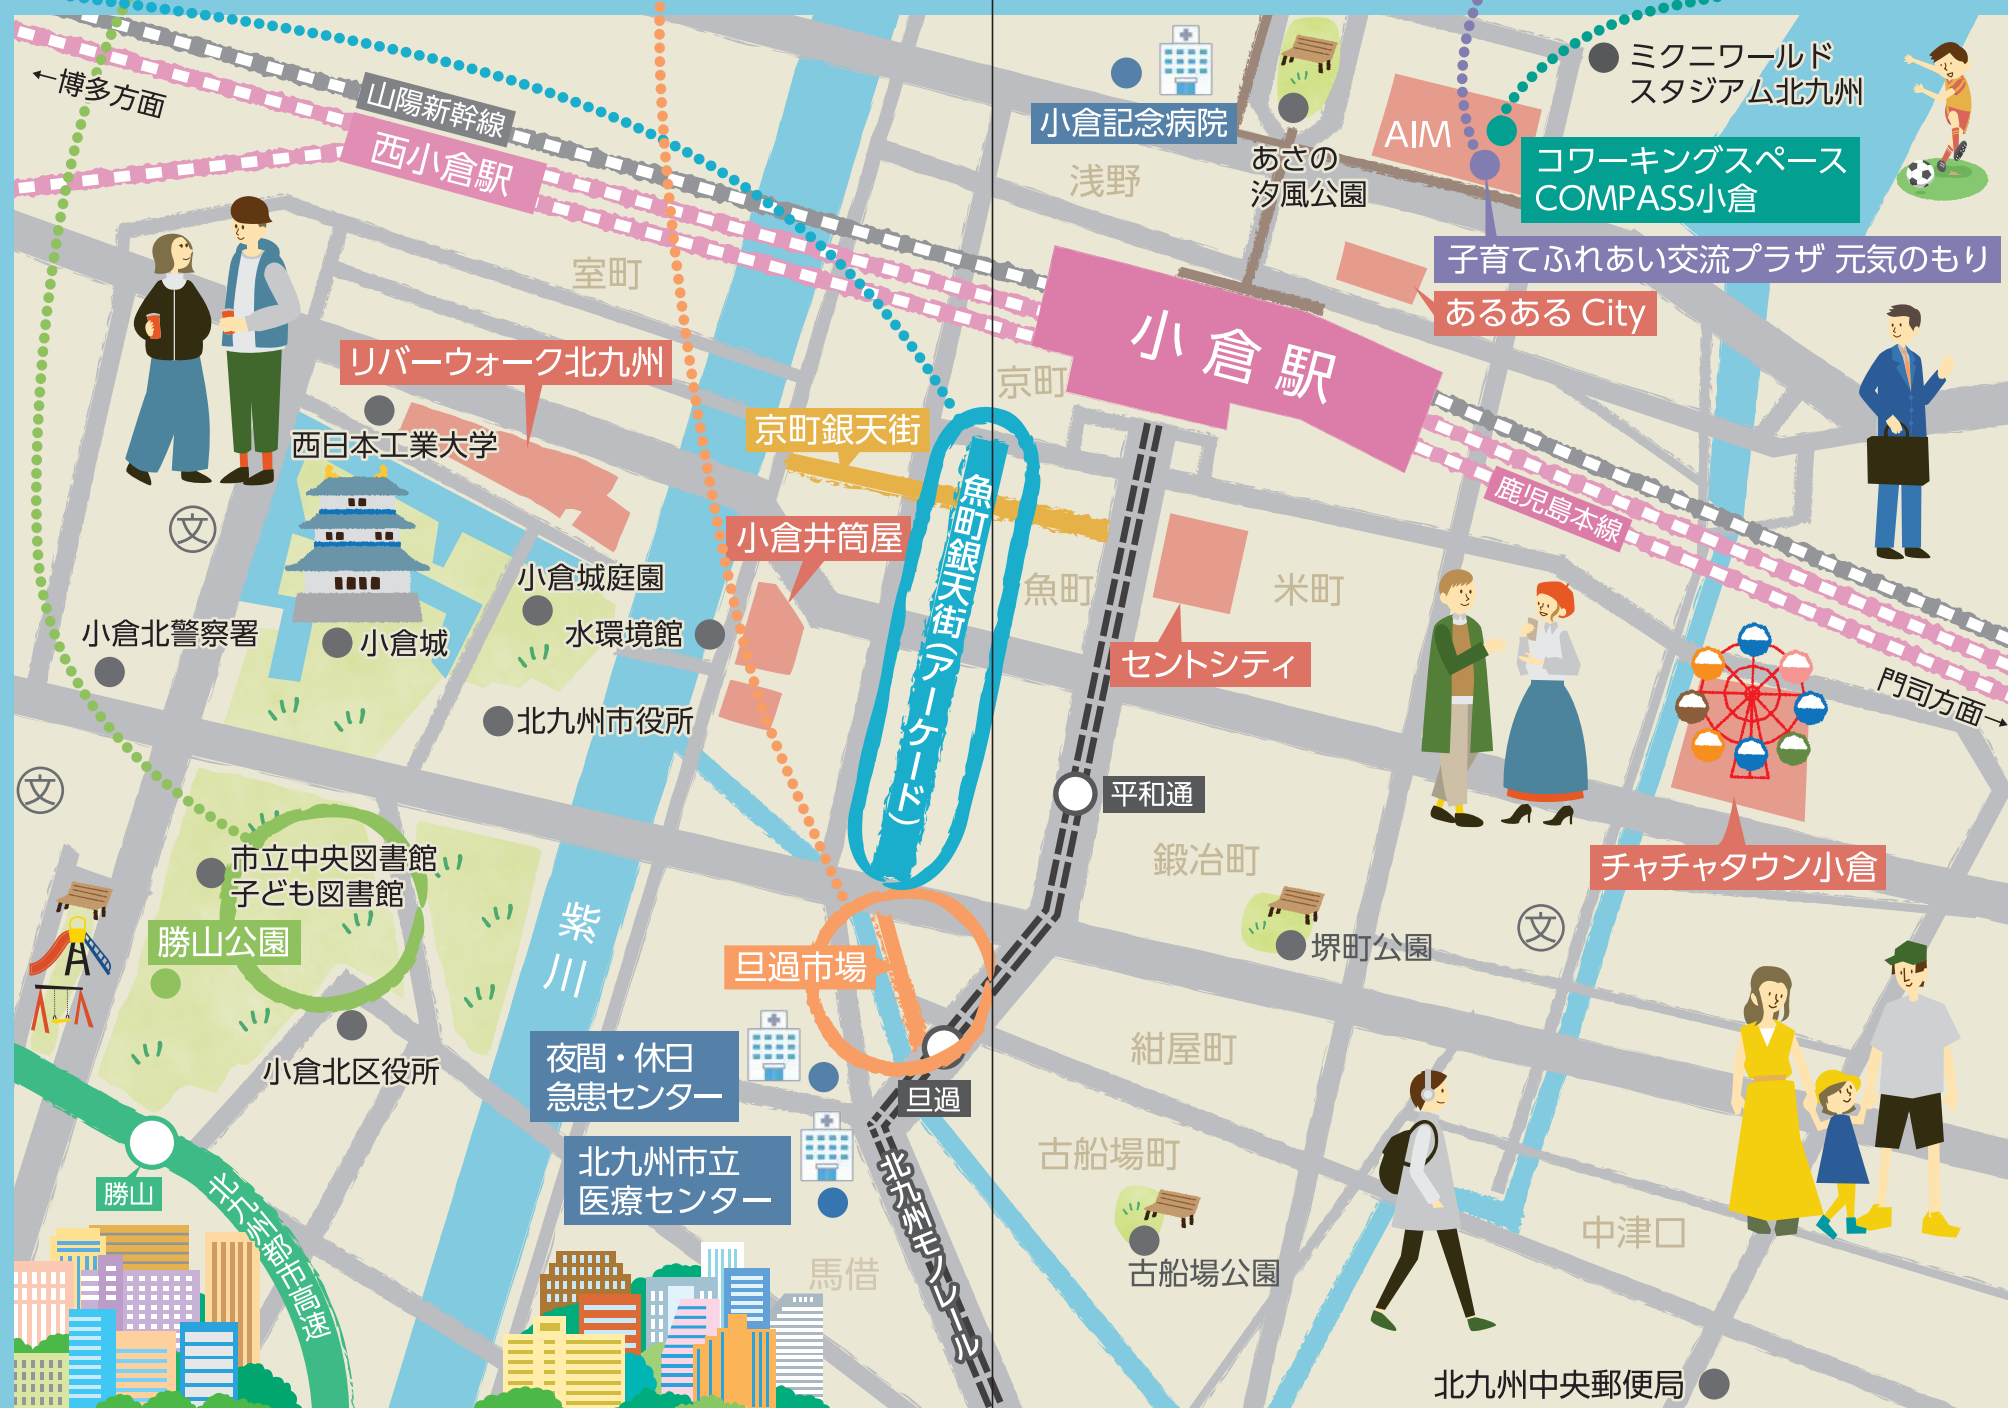 ←博多方面
山陽新幹線
西小倉駅
小倉記念病院
浅野
あさの
汐風公園
AIM
ミクニワールド
スタジアム北九州
コワーキングスペース
COMPASS小倉
子育てふれあい交流プラザ 元気のもり
あるある City
室町
小倉駅
京町
リバーウォーク北九州
西日本工業大学
京町銀天街
魚町銀天街(アーケード)
鹿児島本線
文
小倉井筒屋
魚町
米町
小倉城庭園
水環境館
小倉北警察署
小倉城
セントシティ
門司方面→
北九州市役所
文
平和通
市立中央図書館
子ども図書館
鍛冶町
チャチャタウン小倉
紫川
勝山公園
旦過市場
堺町公園
文
小倉北区役所
夜間・休日
急患センター
旦過
紺屋町
北九州市立
医療センター
古船場町
勝山
北九州都市高速
北九州モノレール
馬借
古船場公園
中津口
北九州中央郵便局